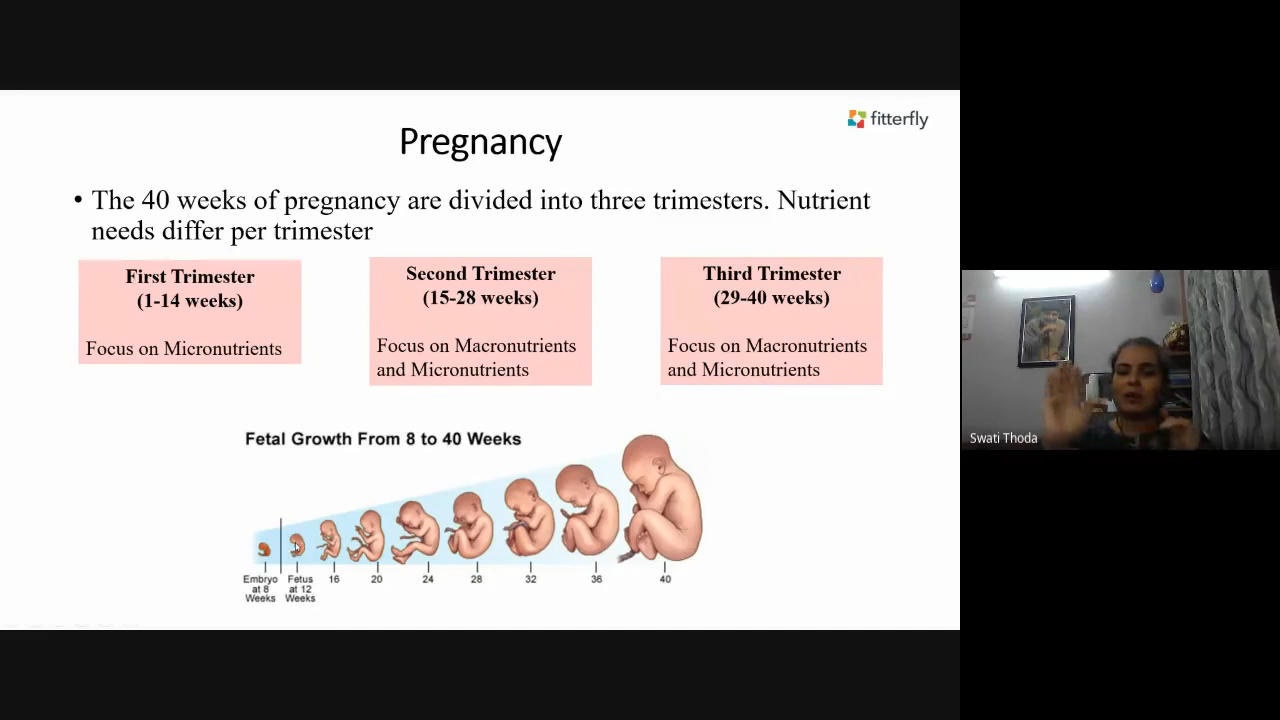 fitterfly
Pregnancy
• The 40 weeks of pregnancy are divided into three trimesters. Nutrient
needs differ per trimester
First Trimester
(1-14 weeks)
Focus on Micronutrients
Second Trimester
(15-28 weeks)
Focus on Macronutrients
and Micronutrients
Third Trimester
(29-40 weeks)
Focus on Macronutrients
and Micronutrients
Fetal Growth From 8 to 40 Weeks
Embryo
at 8
Weeks
Fetus
at 12
Weeks
16
20
24
28
32
36
40
Swati Thoda